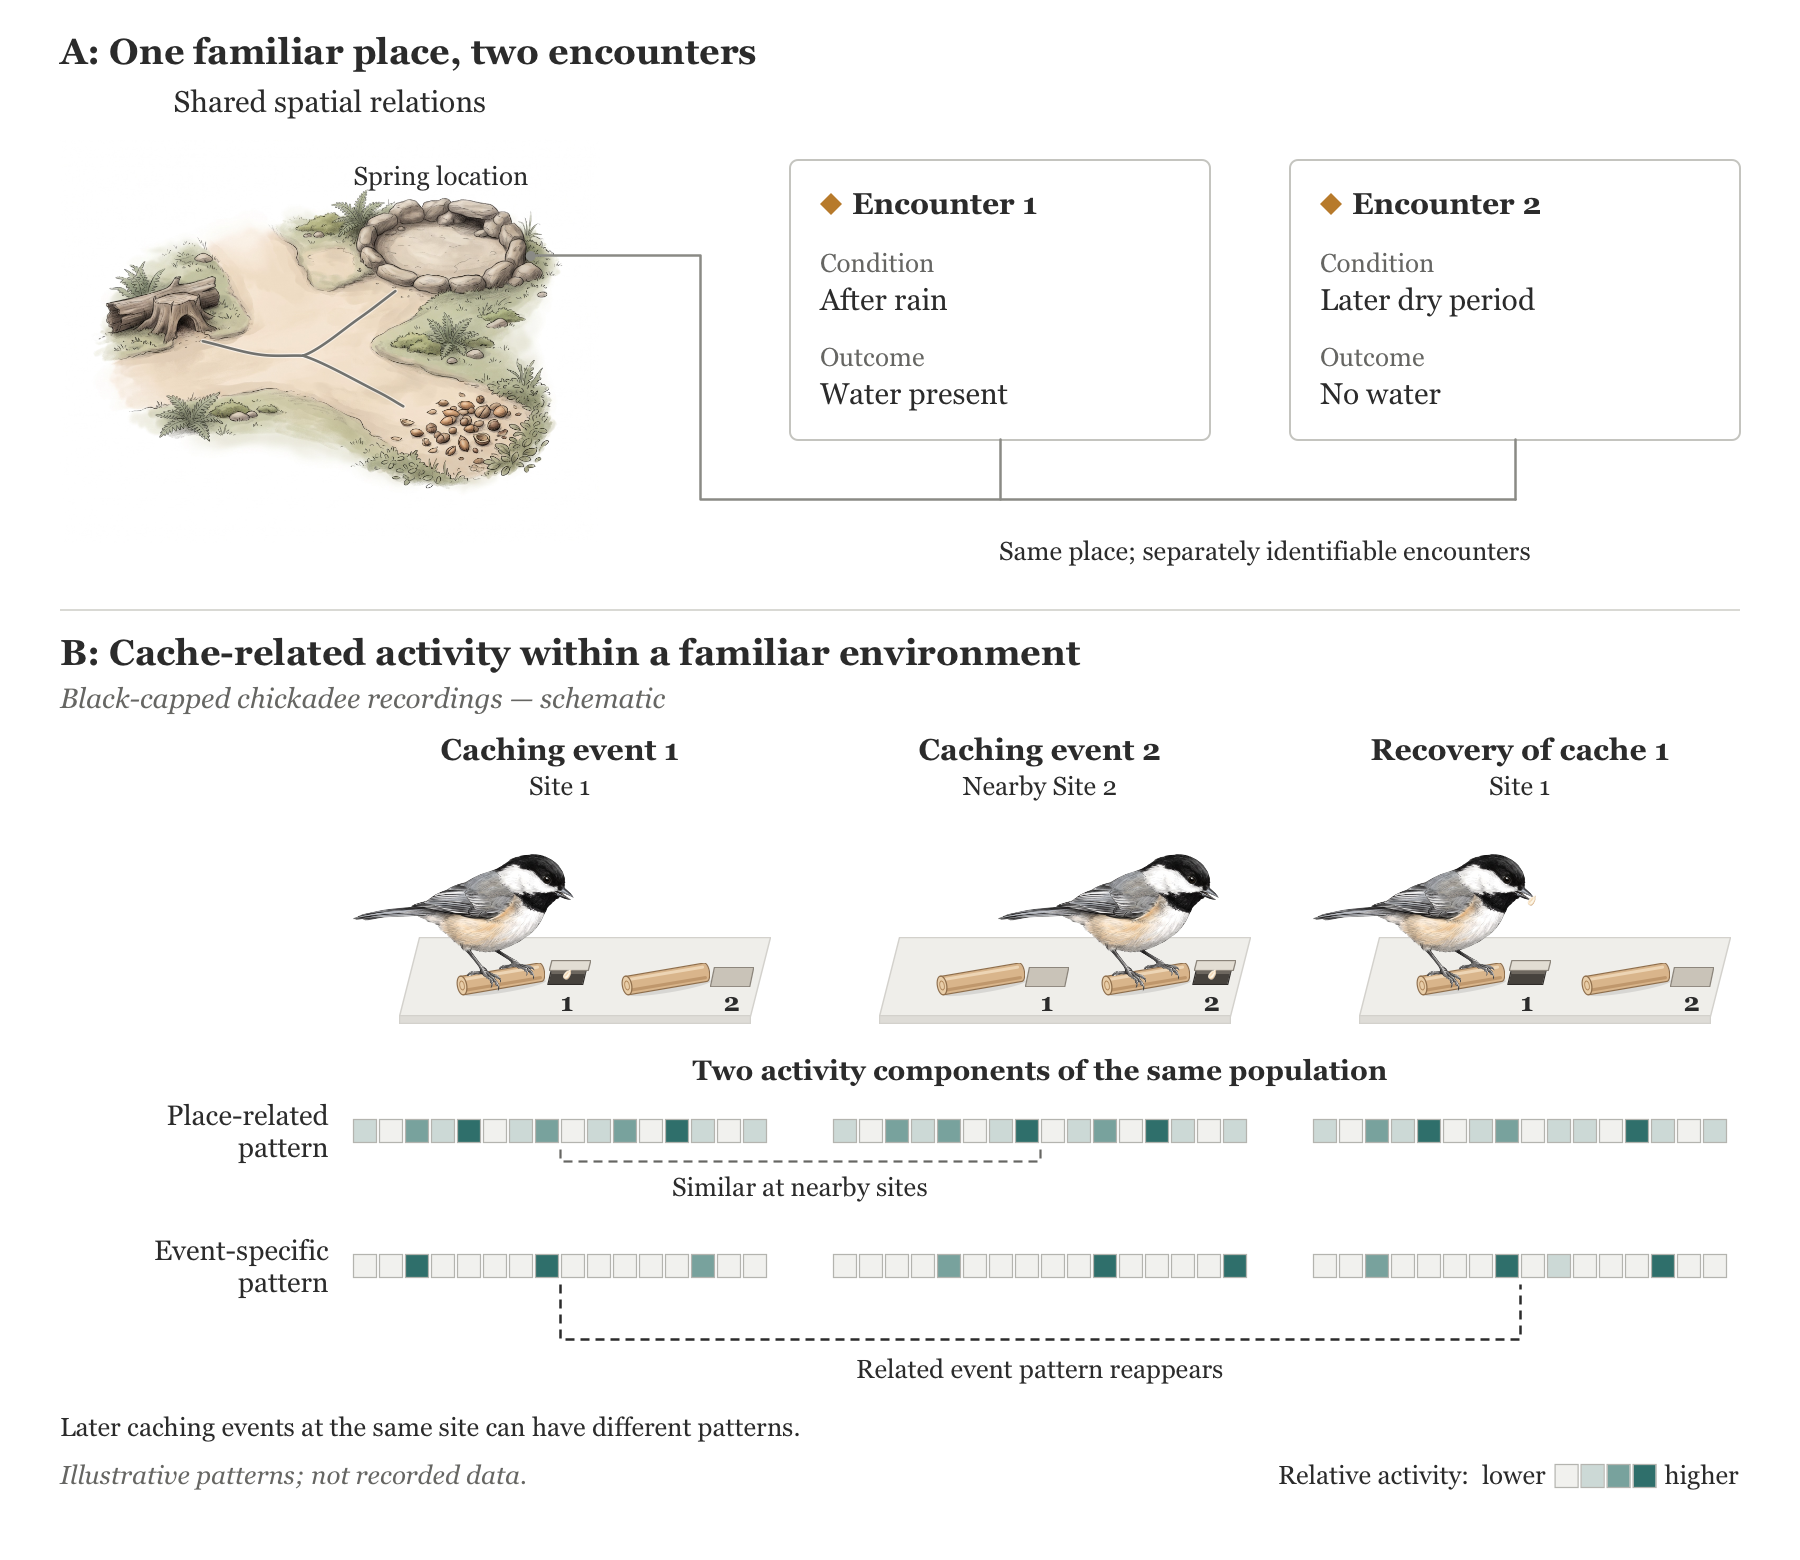 A: One familiar place, two encounters
Shared spatial relations
Spring location
Encounter 1
Condition
After rain
Outcome
Water present
Encounter 2
Condition
Later dry period
Outcome
No water
Same place; separately identifiable encounters
B: Cache-related activity within a familiar environment
Black-capped chickadee recordings — schematic
Caching event 1
Site 1
Caching event 2
Nearby Site 2
Recovery of cache 1
Site 1
1
2
1
2
1
2
Two activity components of the same population
Place-related
pattern
Similar at nearby sites
Event-specific
pattern
Related event pattern reappears
Later caching events at the same site can have different patterns.
Illustrative patterns; not recorded data.
Relative activity: lower higher